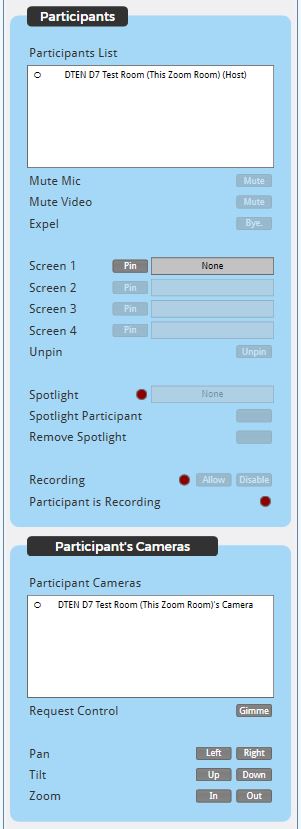 Participants
Participants List
DTEN D7 Test Room (This Zoom Room) (Host)
Mute Mic Mute
Mute Video Mute
Expel Bye.
Screen 1 Pin None
Screen 2 Pin
Screen 3 Pin
Screen 4 Pin
Unpin Unpin
Spotlight None
Spotlight Participant
Remove Spotlight
Recording Allow Disable
Participant is Recording
Participant's Cameras
Participant Cameras
DTEN D7 Test Room (This Zoom Room)'s Camera
Request Control Gimme
Pan Left Right
Tilt Up Down
Zoom In Out